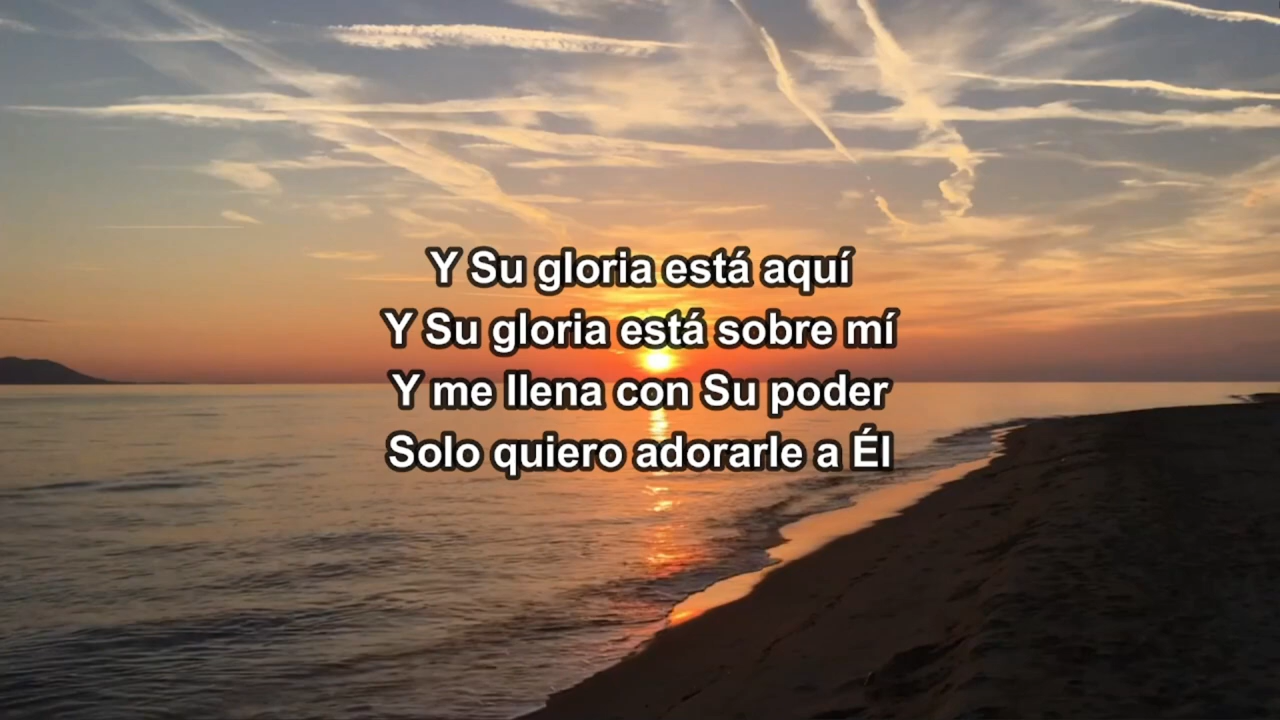 Y Su gloria está aquí
Y Su gloria está sobre mí
Y me llena con Su poder
Solo quiero adorarle a Él